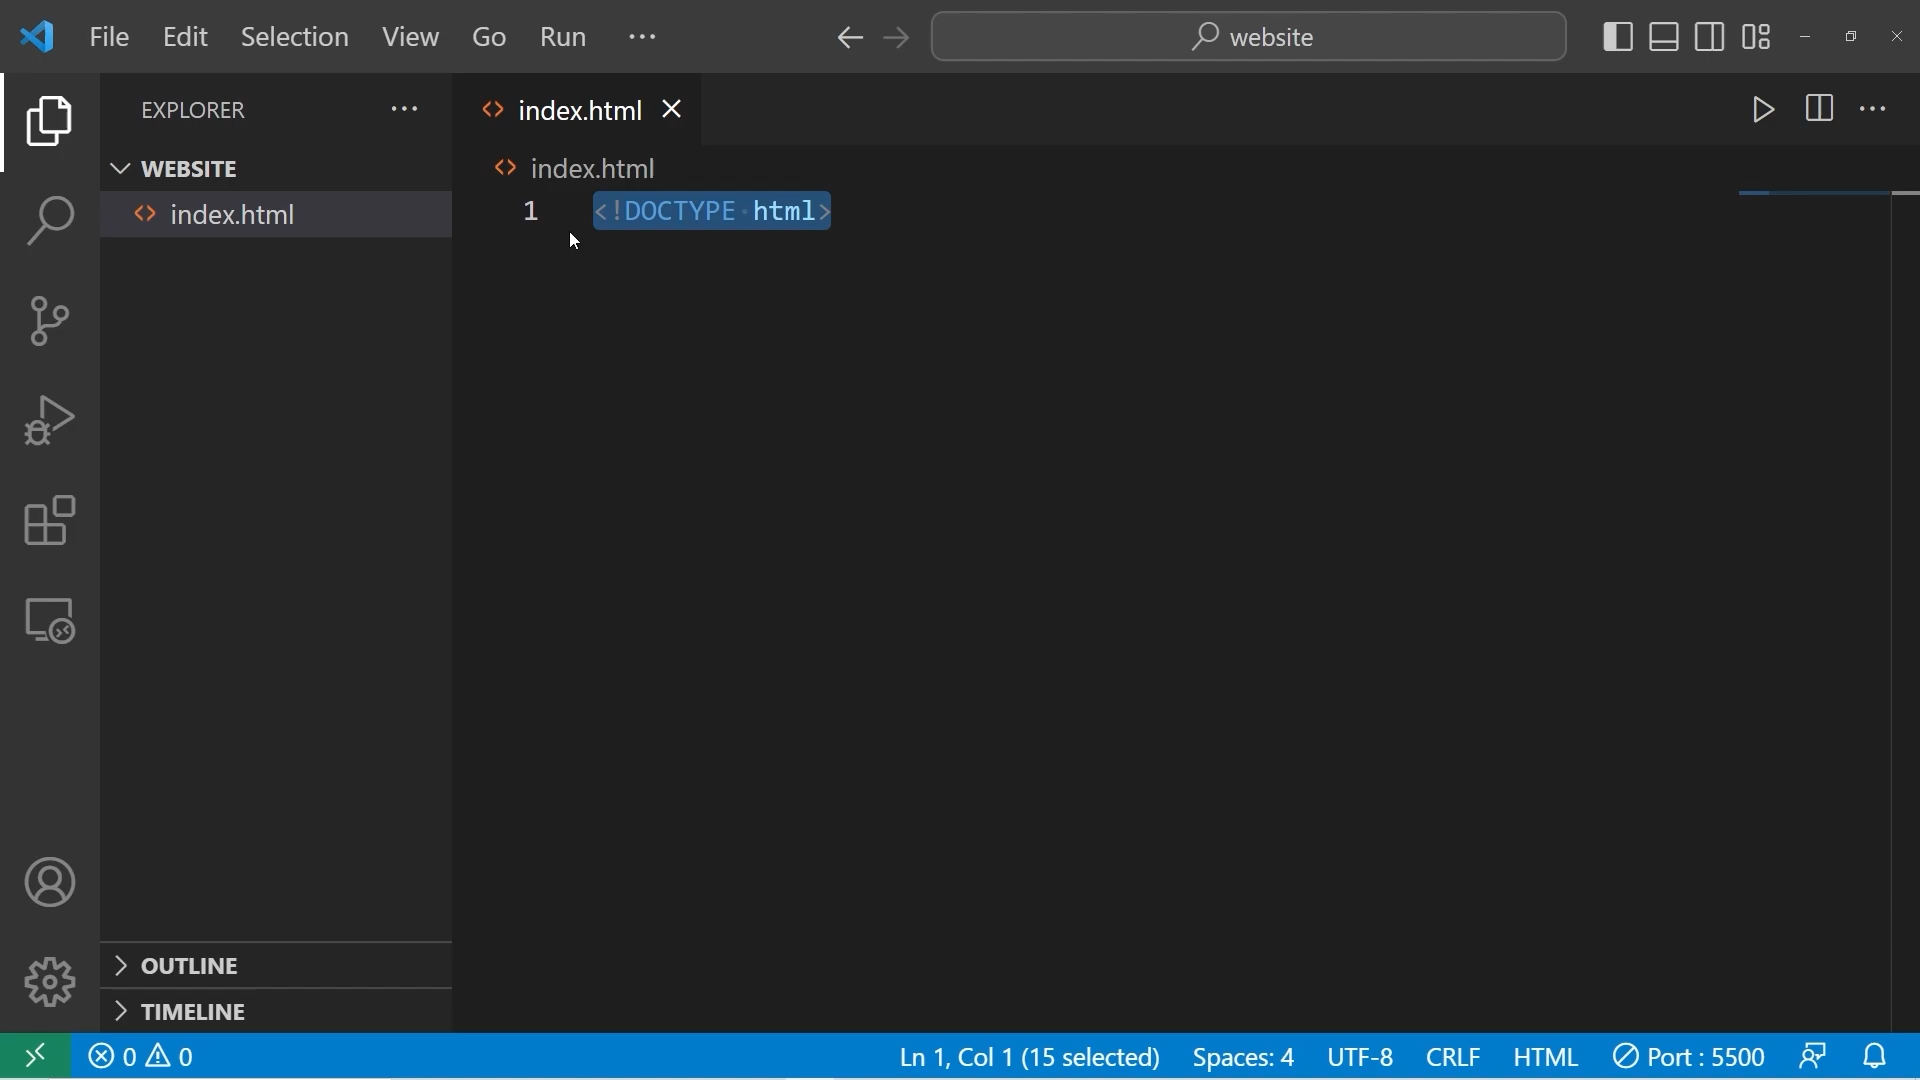 File Edit Selection View Go Run
website
EXPLORER
index.html
WEBSITE
index.html
index.html
1 <!DOCTYPE html>
OUTLINE
TIMELINE
0 0
Ln 1, Col 1 (15 selected) Spaces: 4 UTF-8 CRLF HTML Port : 5500